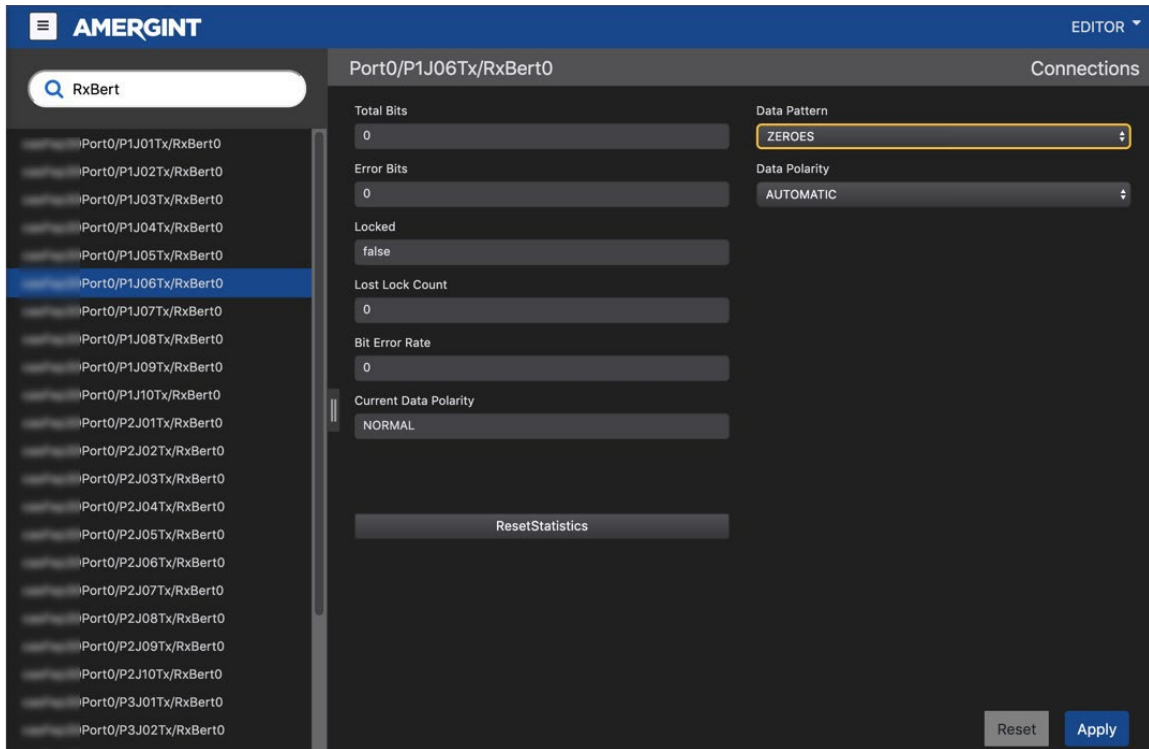 AMERGINT
EDITOR
RxBert
Port0/P1J06Tx/RxBert0
Connections
Port0/P1J01Tx/RxBert0
Port0/P1J02Tx/RxBert0
Port0/P1J03Tx/RxBert0
Port0/P1J04Tx/RxBert0
Port0/P1J05Tx/RxBert0
Port0/P1J06Tx/RxBert0
Port0/P1J07Tx/RxBert0
Port0/P1J08Tx/RxBert0
Port0/P1J09Tx/RxBert0
Port0/P1J10Tx/RxBert0
Port0/P2J01Tx/RxBert0
Port0/P2J02Tx/RxBert0
Port0/P2J03Tx/RxBert0
Port0/P2J04Tx/RxBert0
Port0/P2J05Tx/RxBert0
Port0/P2J06Tx/RxBert0
Port0/P2J07Tx/RxBert0
Port0/P2J08Tx/RxBert0
Port0/P2J09Tx/RxBert0
Port0/P2J10Tx/RxBert0
Port0/P3J01Tx/RxBert0
Port0/P3J02Tx/RxBert0
Total Bits
0
Error Bits
0
Locked
false
Lost Lock Count
0
Bit Error Rate
0
Current Data Polarity
NORMAL
ResetStatistics
Data Pattern
ZEROES
Data Polarity
AUTOMATIC
Reset
Apply